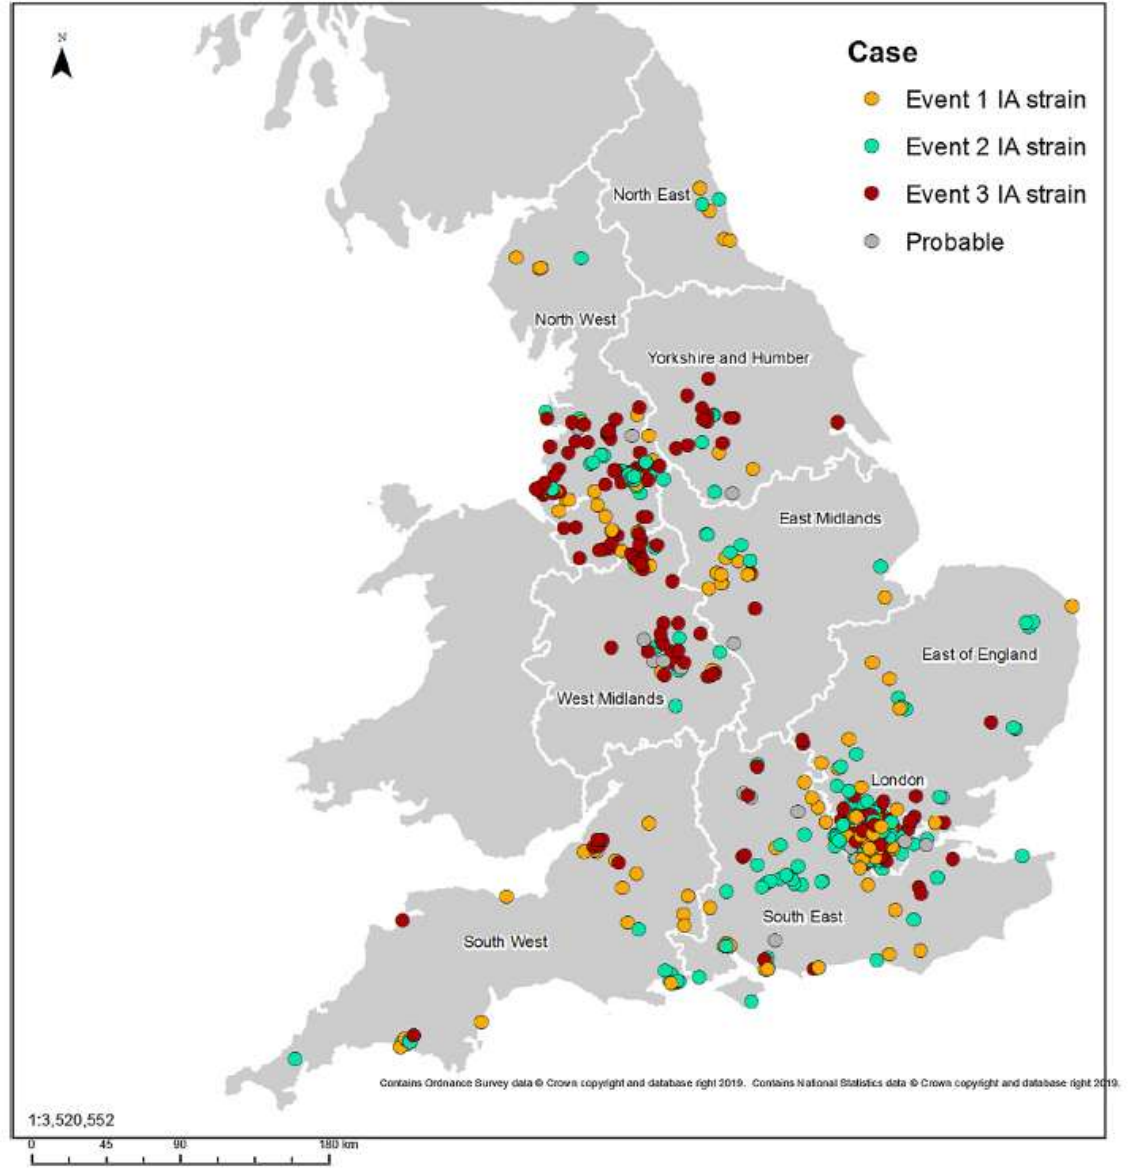 N
Case
Event 1 IA strain
Event 2 IA strain
Event 3 IA strain
Probable
North East
North West
Yorkshire and Humber
East Midlands
East of England
West Midlands
London
South East
South West
Contains Ordnance Survey data © Crown copyright and database right 2019. Contains National Statistics data © Crown copyright and database right 2019.
1:3,520,552
0 45 90 180 km